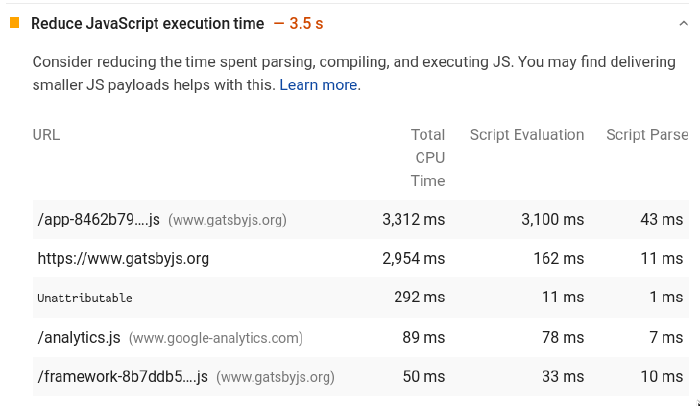 Reduce JavaScript execution time — 3.5 s
Consider reducing the time spent parsing, compiling, and executing JS. You may find delivering
smaller JS payloads helps with this. Learn more.
URL Total CPU Time Script Evaluation Script Parse
/app-8462b79….js (www.gatsbyjs.org) 3,312 ms 3,100 ms 43 ms
https://www.gatsbyjs.org 2,954 ms 162 ms 11 ms
Unattributable 292 ms 11 ms 1 ms
/analytics.js (www.google-analytics.com) 89 ms 78 ms 7 ms
/framework-8b7ddb5….js (www.gatsbyjs.org) 50 ms 33 ms 10 ms